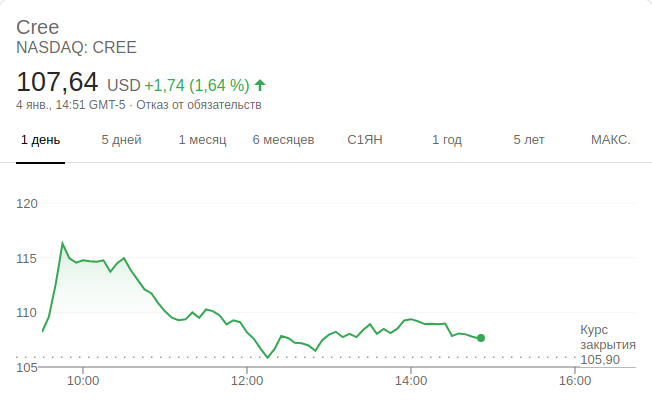 Cree
NASDAQ: CREE
107,64 USD +1,74 (1,64 %)
4 янв., 14:51 GMT-5 · Отказ от обязательств
1 день 5 дней 1 месяц 6 месяцев С1ЯН 1 год 5 лет МАКС.
120
115
110
Курс
закрытия
105,90
105
10:00 12:00 14:00 16:00